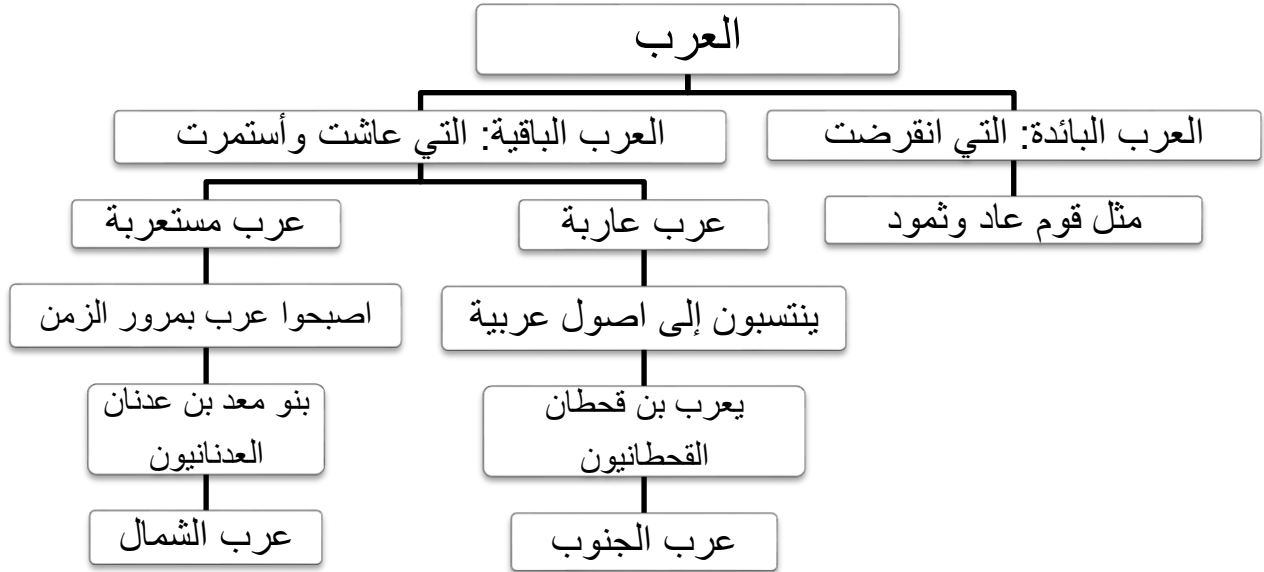 العرب
العرب البائدة: التي انقرضت
العرب الباقية: التي عاشت وأستمرت
مثل قوم عاد وثمود
عرب عاربة
عرب مستعربة
ينتسبون إلى اصول عربية
اصبحوا عرب بمرور الزمن
يعرب بن قحطان
القحطانيون
بنو معد بن عدنان
العدنانيون
عرب الجنوب
عرب الشمال